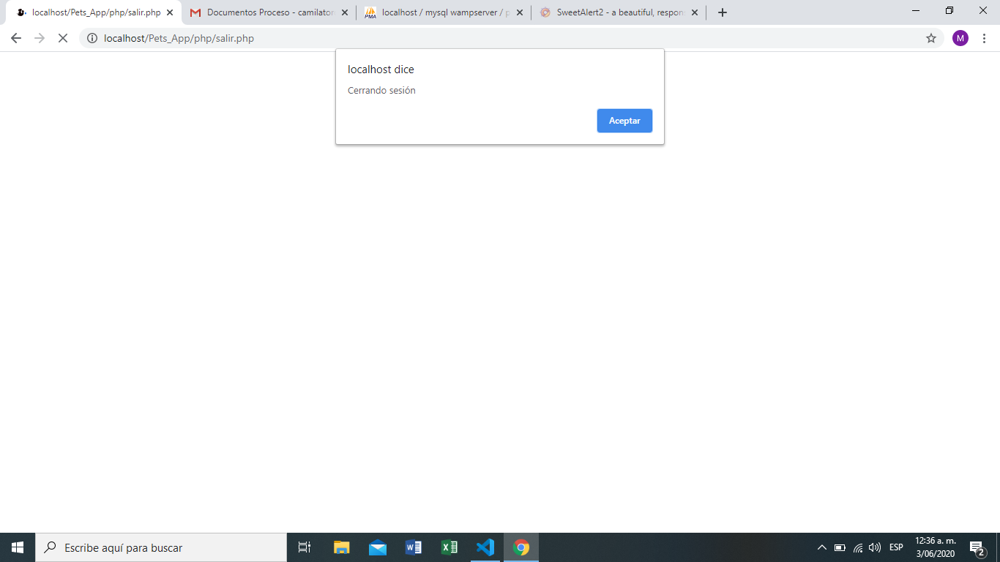 localhost/Pets_App/php/salir.php
Documentos Proceso - camilator
localhost / mysql wampserver / p
SweetAlert2 - a beautiful, respon
localhost/Pets_App/php/salir.php
M
localhost dice
Cerrando sesión
Aceptar
PMA
Escribe aquí para buscar
ESP
12:36 a. m.
3/06/2020
2